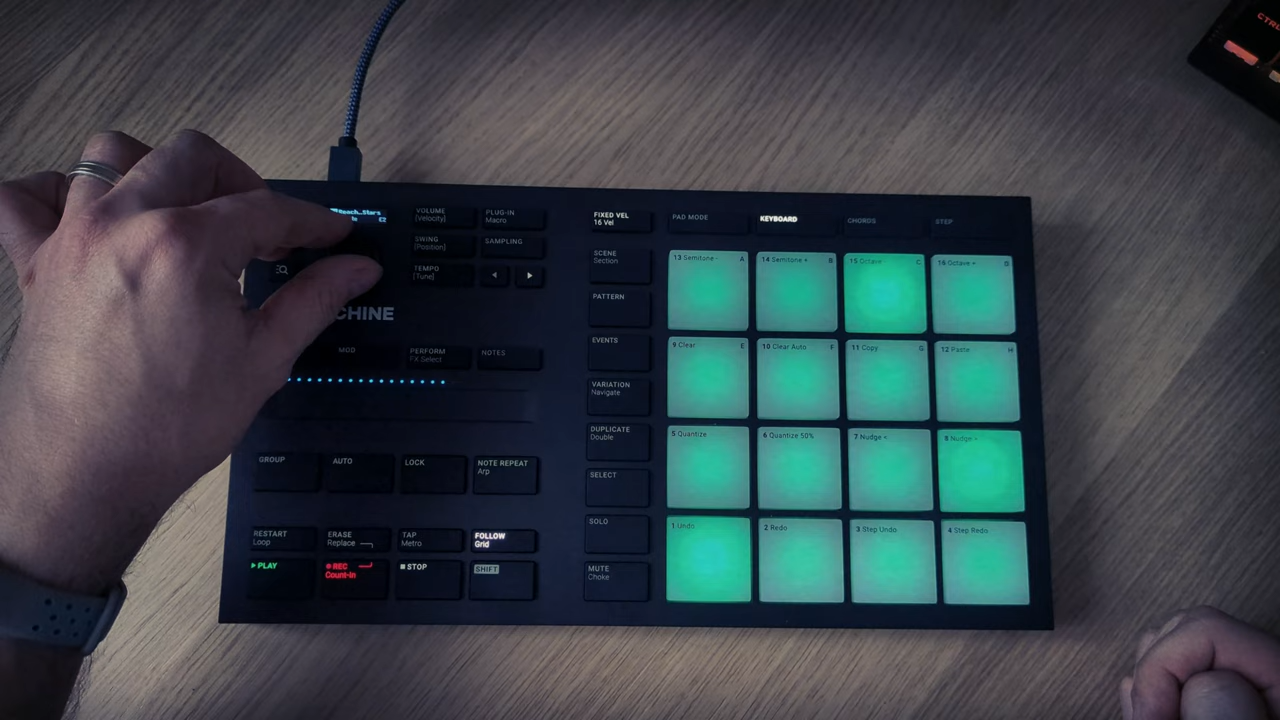 CTRL
Reach_Stars
E2
VOLUME
[Velocity]
PLUG-IN
Macro
SWING
[Position]
SAMPLING
TEMPO
[Tune]
CHINE
MOD
PERFORM
FX Select
NOTES
GROUP
AUTO
LOCK
NOTE REPEAT
Arp
RESTART
Loop
ERASE
Replace
TAP
Metro
FOLLOW
Grid
PLAY
REC
Count-In
STOP
SHIFT
FIXED VEL
16 Vel
PAD MODE
KEYBOARD
CHORDS
STEP
SCENE
Section
PATTERN
EVENTS
VARIATION
Navigate
DUPLICATE
Double
SELECT
SOLO
MUTE
Choke
13 Semitone - A
14 Semitone + B
15 Octave - C
16 Octave + D
9 Clear E
10 Clear Auto F
11 Copy G
12 Paste H
5 Quantize
6 Quantize 50%
7 Nudge <
8 Nudge >
1 Undo
2 Redo
3 Step Undo
4 Step Redo